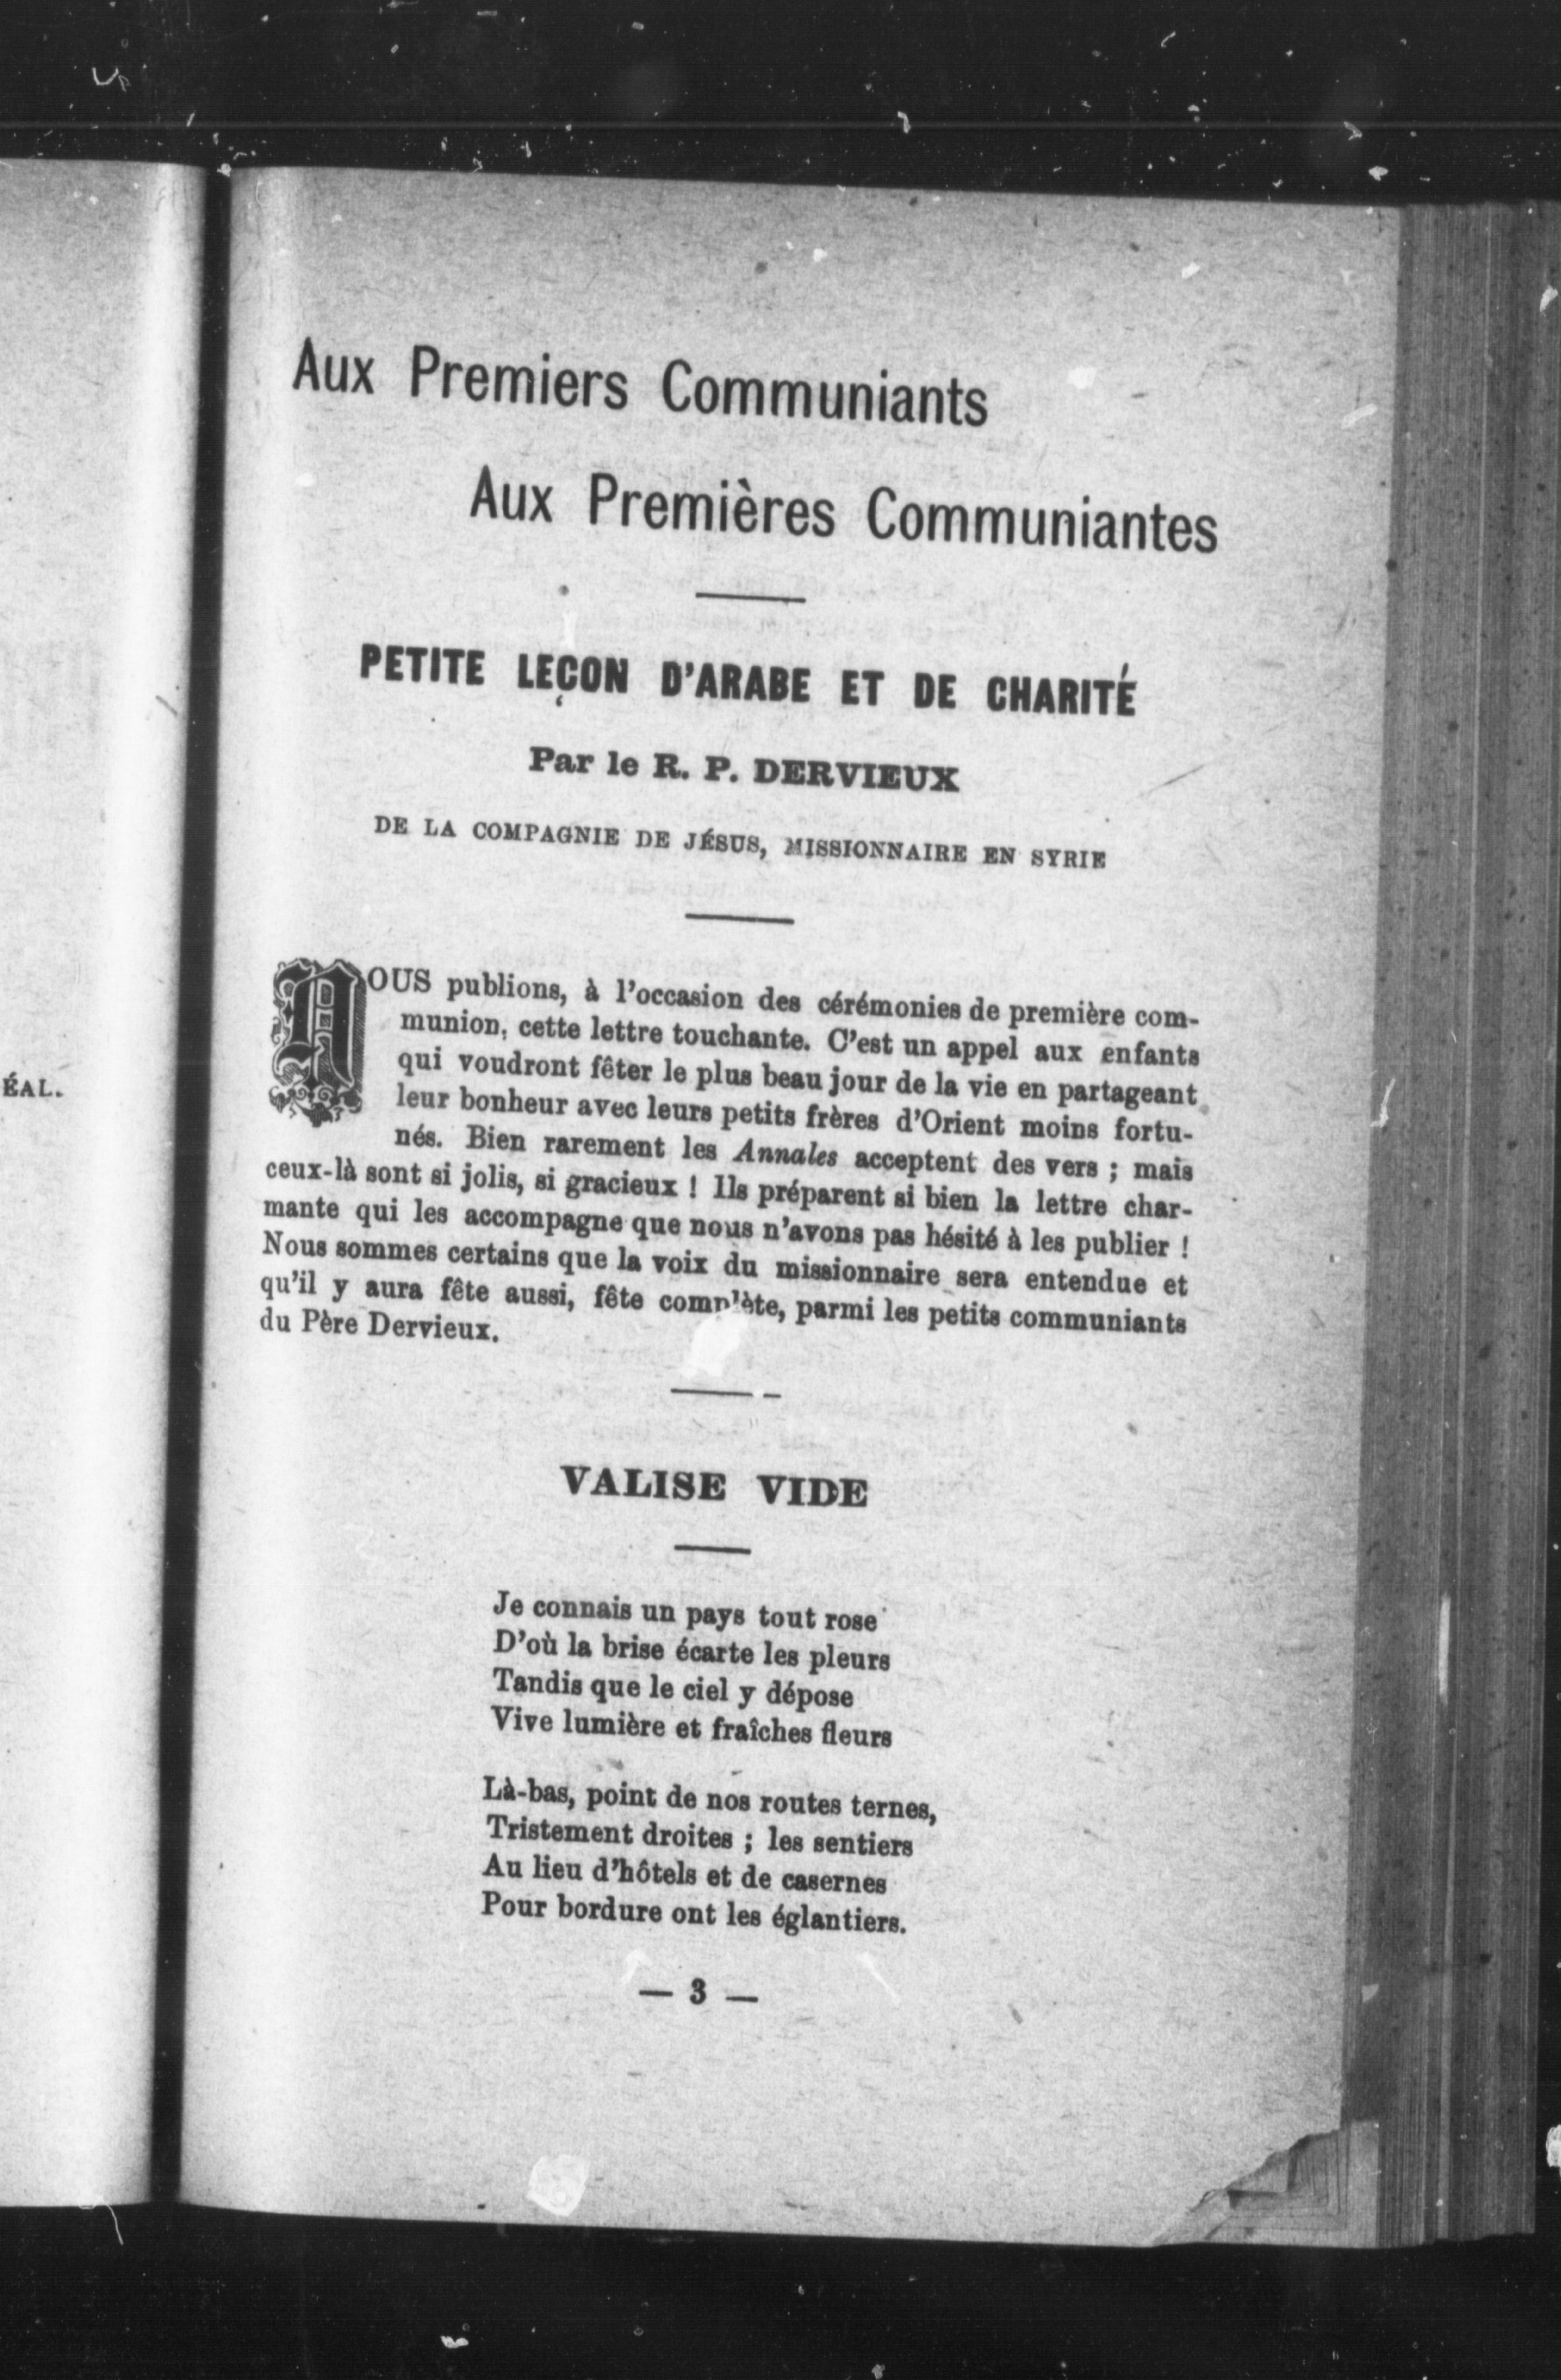 ÉAL.
Aux Premiers Communiants
Aux Premières Communiantes
PETITE LEÇON D'ARABE ET DE CHARITÉ
Par le R. P. DERVIEUX
DE LA COMPAGNIE DE JÉSUS, MISSIONNAIRE EN SYRIE
NOUS publions, à l'occasion des cérémonies de première com-
munion, cette lettre touchante. C'est un appel aux enfants
qui voudront fêter le plus beau jour de la vie en partageant
leur bonheur avec leurs petits frères d'Orient moins fortu-
nés. Bien rarement les Annales acceptent des vers ; mais
ceux-là sont si jolis, si gracieux ! Ils préparent si bien la lettre char-
mante qui les accompagne que nous n'avons pas hésité à les publier !
Nous sommes certains que la voix du missionnaire sera entendue et
qu'il y aura fête aussi, fête complète, parmi les petits communiants
du Père Dervieux.
VALISE VIDE
Je connais un pays tout rose
D'où la brise écarte les pleurs
Tandis que le ciel y dépose
Vive lumière et fraîches fleurs
Là-bas, point de nos routes ternes,
Tristement droites ; les sentiers
Au lieu d'hôtels et de casernes
Pour bordure ont les églantiers.
— 3 —